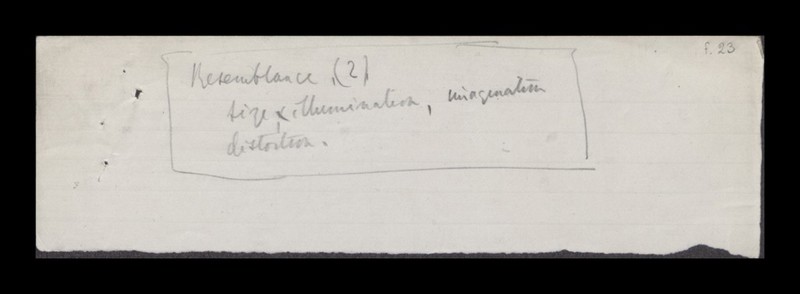 f. 23
Resemblance, (2)
size & illumination, imagination
distortion.